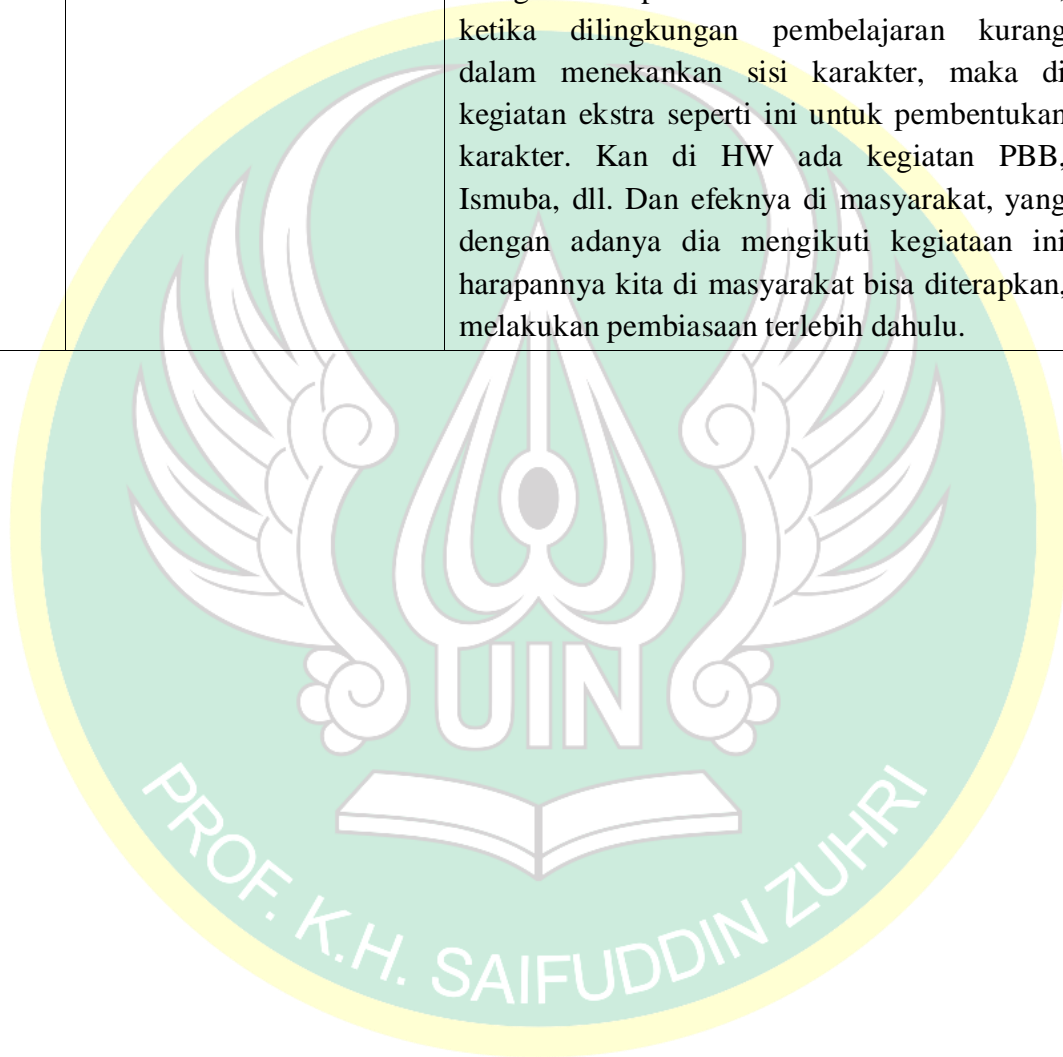 ketika dilingkungan pembelajaran kurang
dalam menekankan sisi karakter, maka di
kegiatan ekstra seperti ini untuk pembentukan
karakter. Kan di HW ada kegiatan PBB,
Ismuba, dll. Dan efeknya di masyarakat, yang
dengan adanya dia mengikuti kegiataan ini
harapannya kita di masyarakat bisa diterapkan,
melakukan pembiasaan terlebih dahulu.
UIN
PROF. K.H. SAIFUDDIN ZUHRI